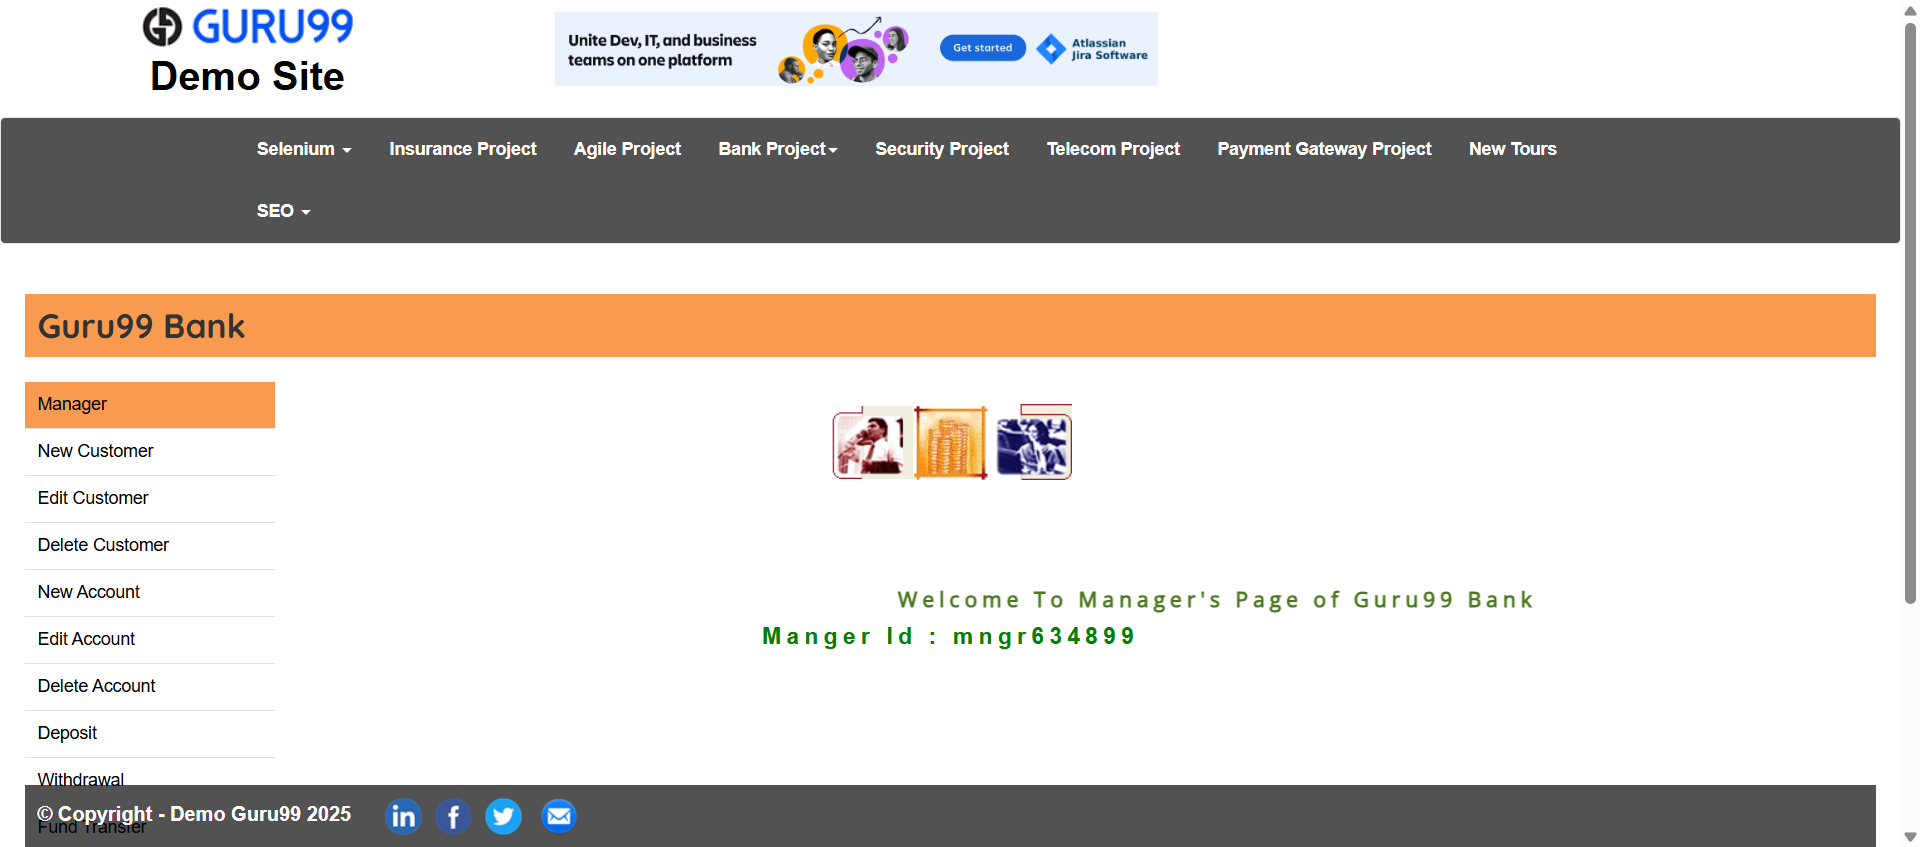 GURU99
Demo Site
Unite Dev, IT, and business
teams on one platform
Get started
Atlassian
Jira Software
Selenium
Insurance Project
Agile Project
Bank Project
Security Project
Telecom Project
Payment Gateway Project
New Tours
SEO
Guru99 Bank
Manager
New Customer
Edit Customer
Delete Customer
New Account
Edit Account
Delete Account
Deposit
Withdrawal
Fund Transfer
Welcome To Manager's Page of Guru99 Bank
Manger Id : mngr634899
© Copyright - Demo Guru99 2025